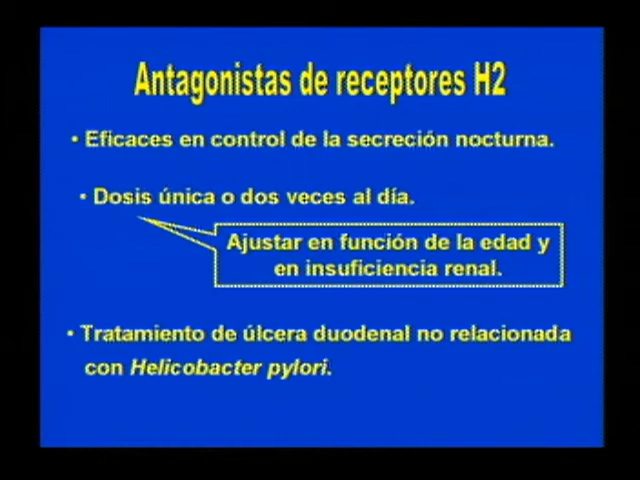 Antagonistas de receptores H2
• Eficaces en control de la secreción nocturna.
• Dosis única o dos veces al día.
Ajustar en función de la edad y
en insuficiencia renal.
• Tratamiento de úlcera duodenal no relacionada
con Helicobacter pylori.